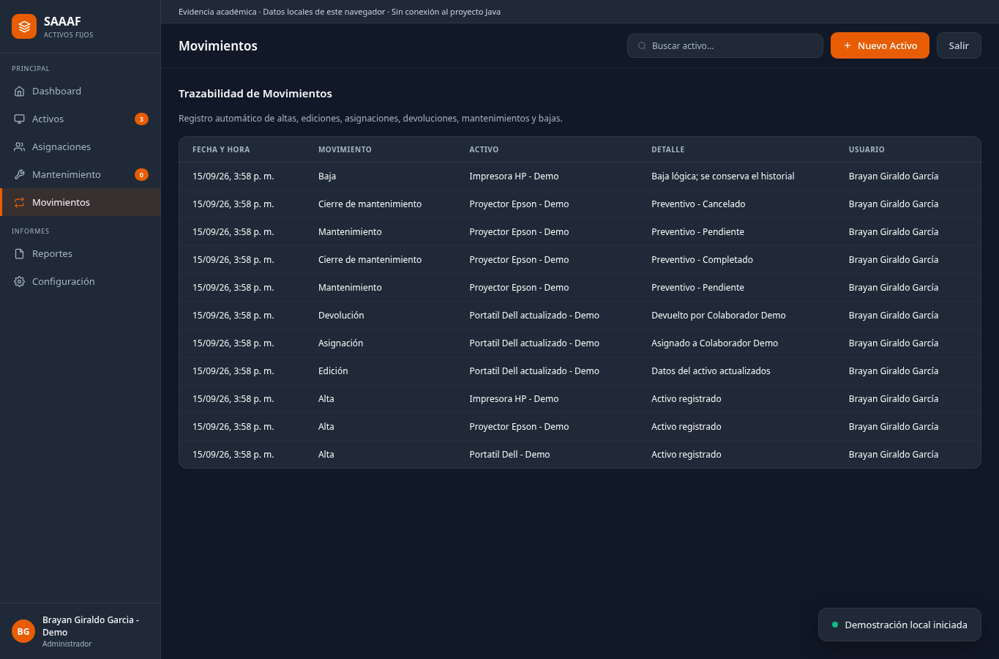 SAAAF
ACTIVOS FIJOS
PRINCIPAL
Dashboard
Activos 3
Asignaciones
Mantenimiento 0
Movimientos
INFORMES
Reportes
Configuración
BG
Brayan Giraldo Garcia -
Demo
Administrador
Evidencia académica · Datos locales de este navegador · Sin conexión al proyecto Java
Movimientos
Buscar activo...
+ Nuevo Activo
Salir
Trazabilidad de Movimientos
Registro automático de altas, ediciones, asignaciones, devoluciones, mantenimientos y bajas.
FECHA Y HORA MOVIMIENTO ACTIVO DETALLE USUARIO
15/09/26, 3:58 p. m. Baja Impresora HP - Demo Baja lógica; se conserva el historial Brayan Giraldo García
15/09/26, 3:58 p. m. Cierre de mantenimiento Proyector Epson - Demo Preventivo - Cancelado Brayan Giraldo García
15/09/26, 3:58 p. m. Mantenimiento Proyector Epson - Demo Preventivo - Pendiente Brayan Giraldo García
15/09/26, 3:58 p. m. Cierre de mantenimiento Proyector Epson - Demo Preventivo - Completado Brayan Giraldo García
15/09/26, 3:58 p. m. Mantenimiento Proyector Epson - Demo Preventivo - Pendiente Brayan Giraldo García
15/09/26, 3:58 p. m. Devolución Portatil Dell actualizado - Demo Devuelto por Colaborador Demo Brayan Giraldo García
15/09/26, 3:58 p. m. Asignación Portatil Dell actualizado - Demo Asignado a Colaborador Demo Brayan Giraldo García
15/09/26, 3:58 p. m. Edición Portatil Dell actualizado - Demo Datos del activo actualizados Brayan Giraldo García
15/09/26, 3:58 p. m. Alta Impresora HP - Demo Activo registrado Brayan Giraldo García
15/09/26, 3:58 p. m. Alta Proyector Epson - Demo Activo registrado Brayan Giraldo García
15/09/26, 3:58 p. m. Alta Portatil Dell - Demo Activo registrado Brayan Giraldo García
Demostración local iniciada